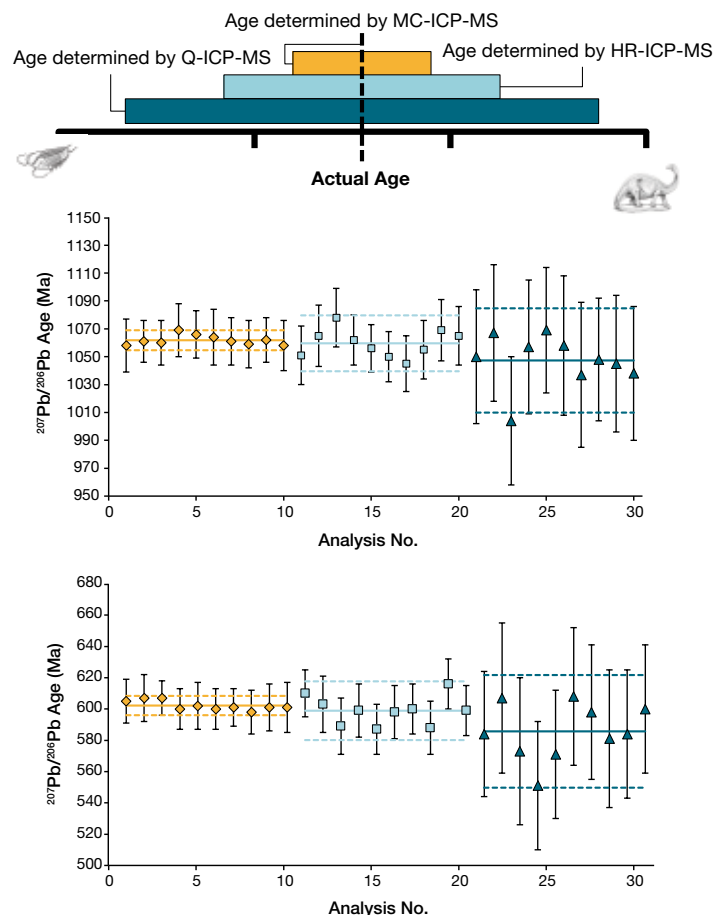 Age determined by MC-ICP-MS
Age determined by Q-ICP-MS
Age determined by HR-ICP-MS
Actual Age
1150
1130
1110
1090
1070
1050
1030
1010
990
970
950
207Pb/206Pb Age (Ma)
0 5 10 15 20 25 30
Analysis No.
680
660
640
620
600
580
560
540
520
500
207Pb/206Pb Age (Ma)
0 5 10 15 20 25 30
Analysis No.